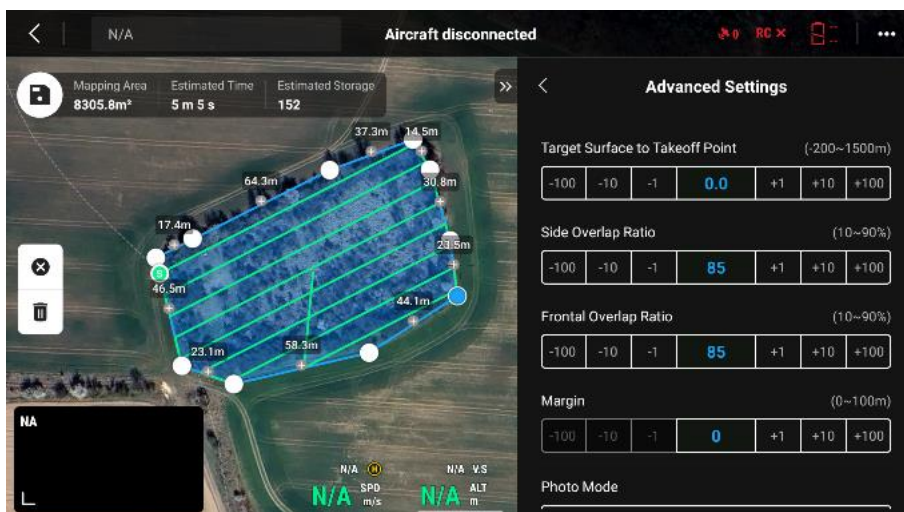 N/A
Aircraft disconnected
0 RC X
Mapping Area Estimated Time Estimated Storage
8305.8m² 5 m 5 s 152
Advanced Settings
37.3m 14.5m
64.3m 30.8m
17.4m
23.5m
S
46.5m
44.1m
58.3m
23.1m
NA
N/A H N/A V.S
N/A SPD m/s N/A ALT m
Target Surface to Takeoff Point (-200~1500m)
-100 -10 -1 0.0 +1 +10 +100
Side Overlap Ratio (10~90%)
-100 -10 -1 85 +1 +10 +100
Frontal Overlap Ratio (10~90%)
-100 -10 -1 85 +1 +10 +100
Margin (0~100m)
-100 -10 -1 0 +1 +10 +100
Photo Mode